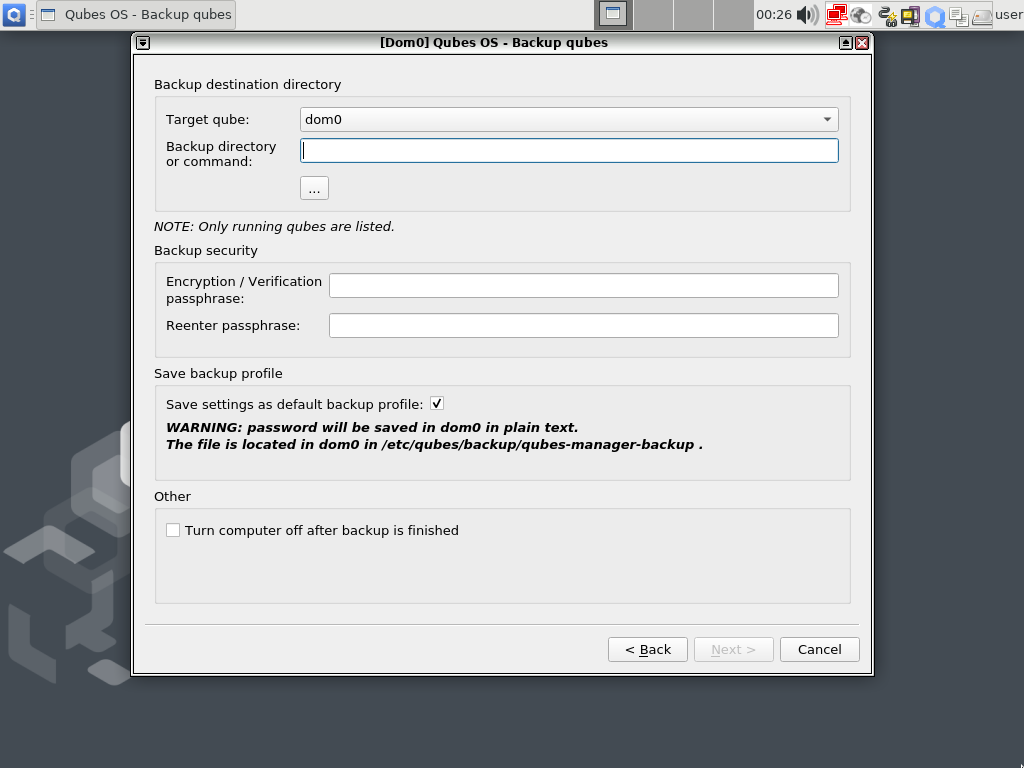 Qubes OS - Backup qubes
00:26
user
[Dom0] Qubes OS - Backup qubes
Backup destination directory
Target qube:
dom0
Backup directory
or command:
...
NOTE: Only running qubes are listed.
Backup security
Encryption / Verification
passphrase:
Reenter passphrase:
Save backup profile
Save settings as default backup profile:
WARNING: password will be saved in dom0 in plain text.
The file is located in dom0 in /etc/qubes/backup/qubes-manager-backup .
Other
Turn computer off after backup is finished
< Back
Next >
Cancel